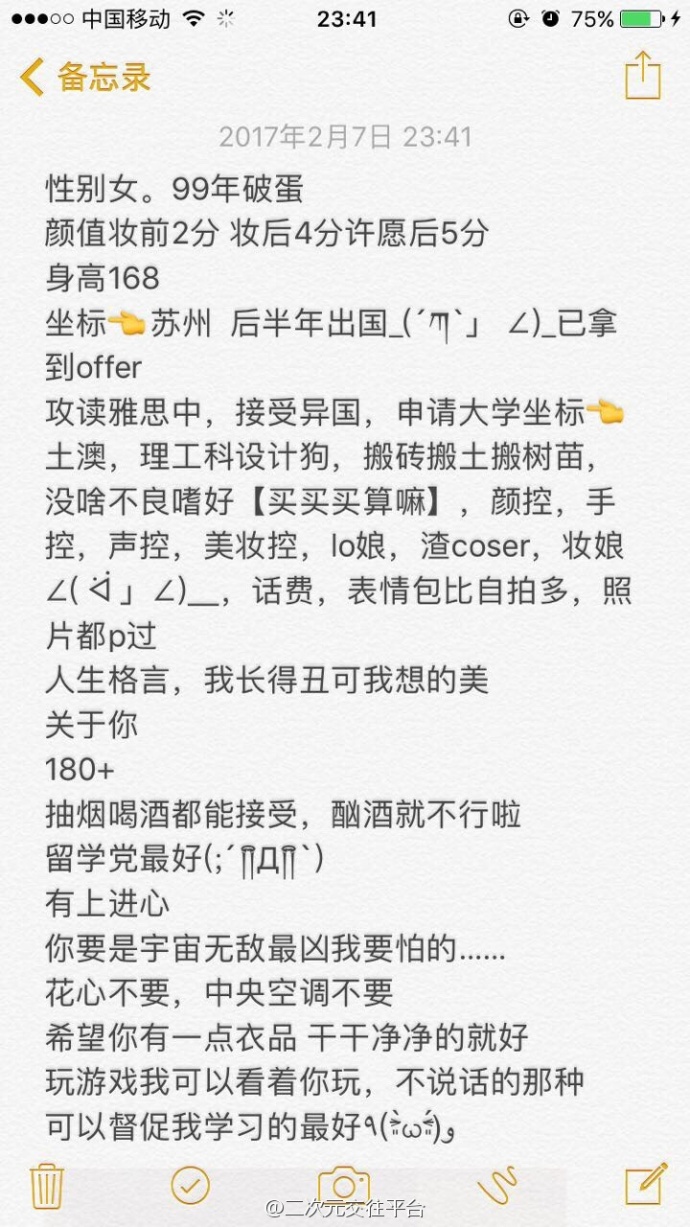 中国移动 23:41 75%
备忘录
2017年2月7日 23:41
性别女。99年破蛋
颜值妆前2分 妆后4分许愿后5分
身高168
坐标👈苏州  后半年出国_(´ཀ`」 ∠)_已拿
到offer
攻读雅思中，接受异国，申请大学坐标👈
土澳，理工科设计狗，搬砖搬土搬树苗，
没啥不良嗜好【买买买算嘛】，颜控，手
控，声控，美妆控，lo娘，渣coser，妆娘
∠( ᐛ 」∠)＿，话费，表情包比自拍多，照
片都p过
人生格言，我长得丑可我想的美
关于你
180+
抽烟喝酒都能接受，酗酒就不行啦
留学党最好(;´༎ຶД༎ຶ`)
有上进心
你要是宇宙无敌最凶我要怕的……
花心不要，中央空调不要
希望你有一点衣品 干干净净的就好
玩游戏我可以看着你玩，不说话的那种
可以督促我学习的最好٩(๑`ω´๑)و
@二次元交往平台